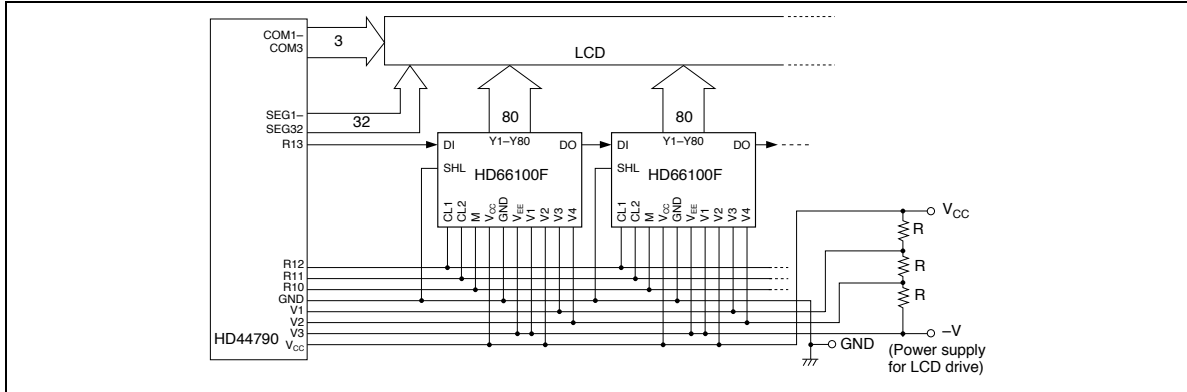 COM1–
COM3
3
LCD
SEG1–
SEG32
32
80
80
R13
DI
Y1–Y80
DO
DI
Y1–Y80
DO
SHL
HD66100F
SHL
HD66100F
CL1
CL2
M
VCC
GND
VEE
V1
V2
V3
V4
CL1
CL2
M
VCC
GND
VEE
V1
V2
V3
V4
VCC
R
R
R
R12
R11
R10
GND
V1
V2
V3
VCC
HD44790
–V
GND
(Power supply
for LCD drive)